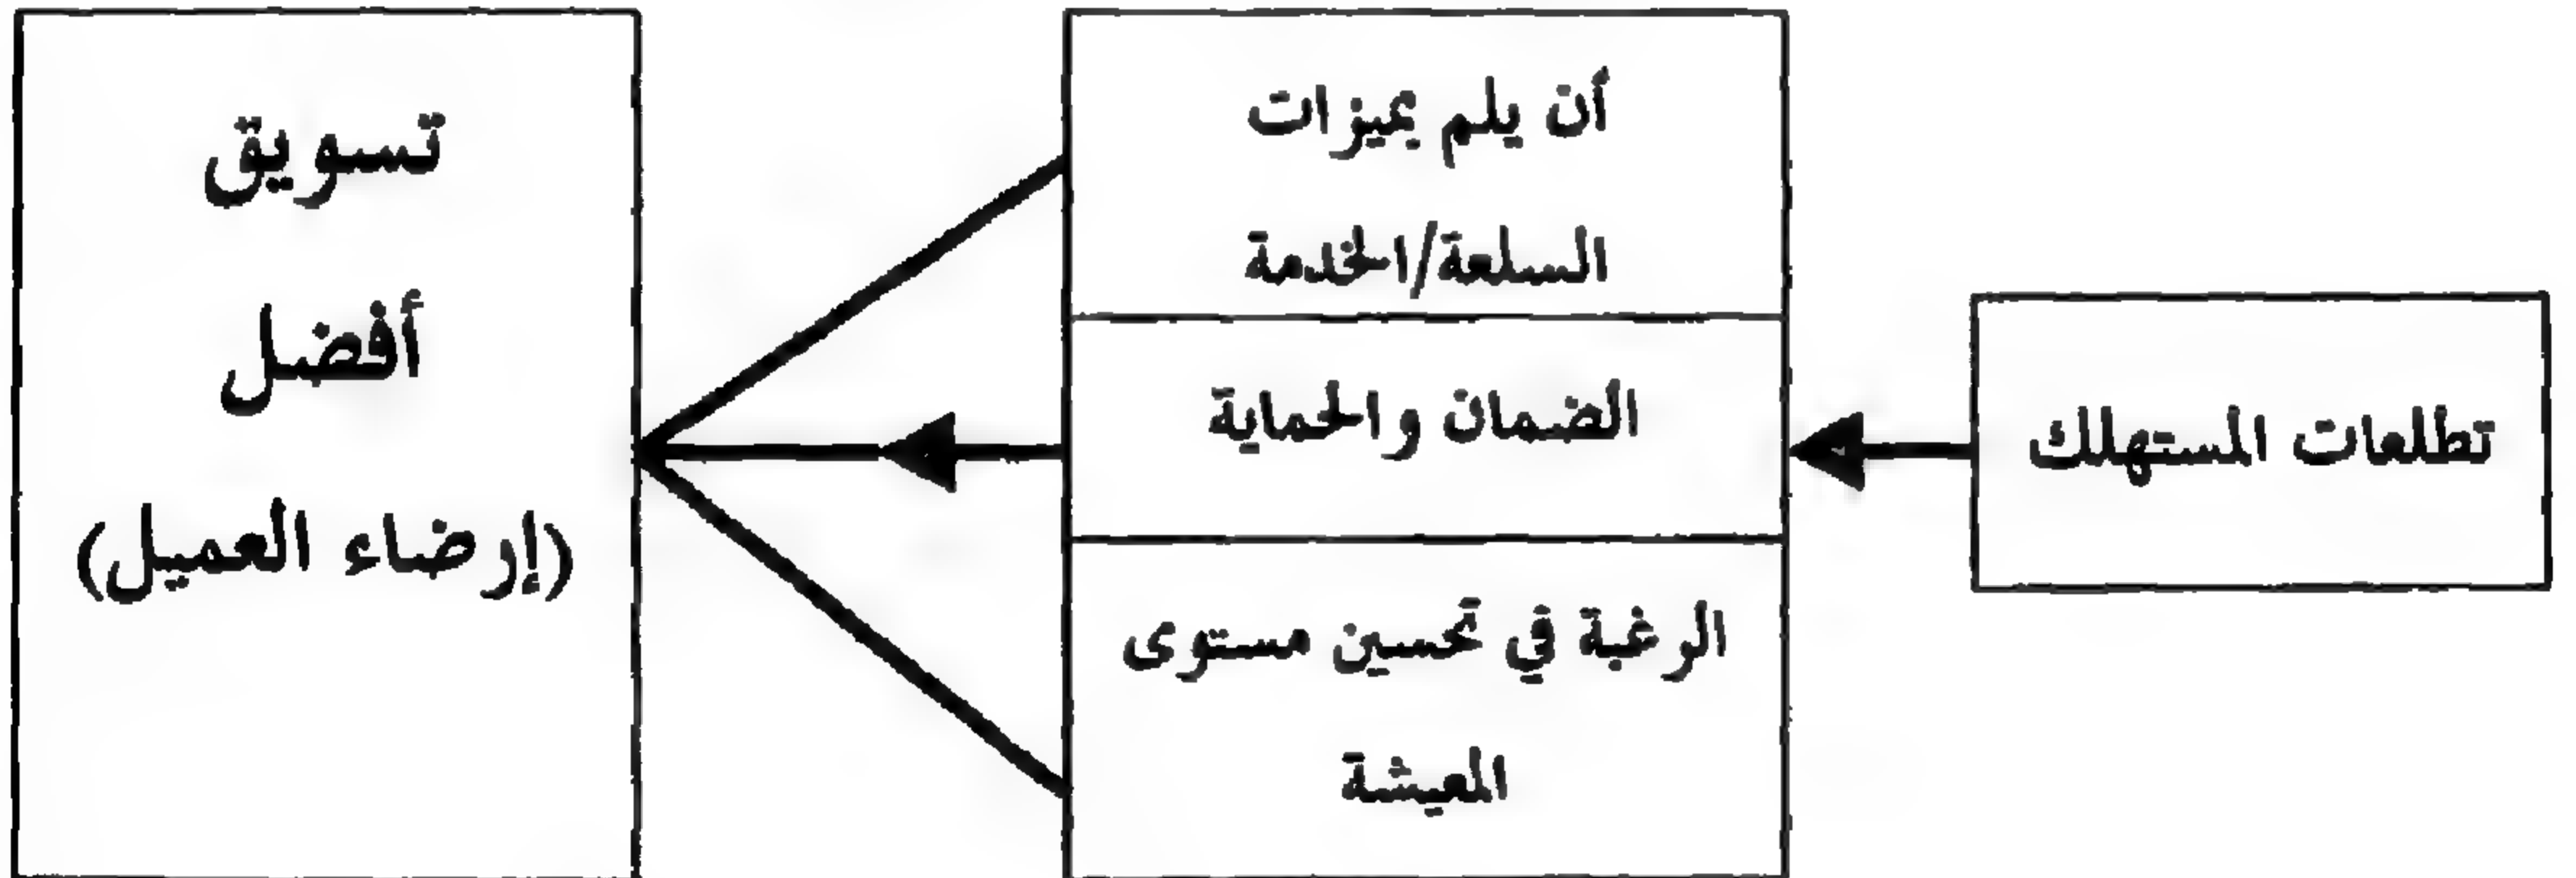 تطلعات المستهلك
أن يلم بميزات
السلعة/الخدمة
الضمان والحماية
الرغبة في تحسين مستوى
المعيشة
تسويق
أفضل
(إرضاء العميل)